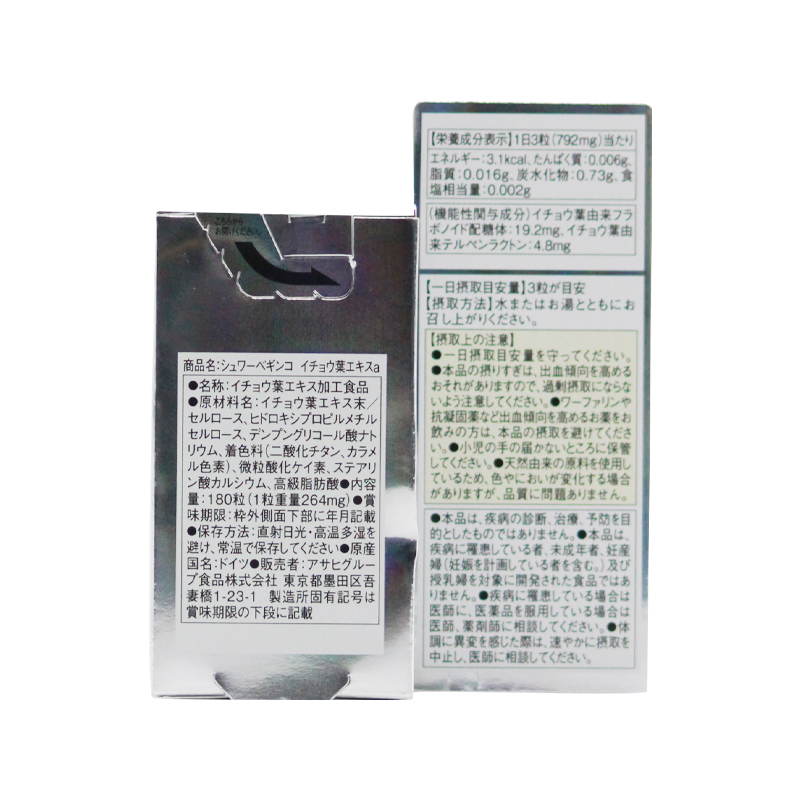 こちらから
お開けください。
商品名：シュワーベギンコ イチョウ葉エキスa
●名称：イチョウ葉エキス加工食品
●原材料名：イチョウ葉エキス末／
セルロース、ヒドロキシプロピルメチル
セルロース、デンプングリコール酸ナト
リウム、着色料（二酸化チタン、カラメ
ル色素）、微粒酸化ケイ素、ステアリ
ン酸カルシウム、高級脂肪酸●内容
量：180粒（1粒重量264mg）●賞
味期限：枠外側面下部に年月記載
●保存方法：直射日光・高温多湿を
避け、常温で保存してください●原産
国名：ドイツ●販売者：アサヒグルー
プ食品株式会社 東京都墨田区吾
妻橋1-23-1 製造所固有記号は
賞味期限の下段に記載
【栄養成分表示】1日3粒（792mg）当たり
エネルギー：3.1kcal、たんぱく質：0.006g、
脂質：0.016g、炭水化物：0.73g、食
塩相当量：0.002g
（機能性関与成分）イチョウ葉由来フラ
ボノイド配糖体：19.2mg、イチョウ葉由
来テルペンラクトン：4.8mg
【一日摂取目安量】3粒が目安
【摂取方法】水またはお湯とともにお
召し上がりください。
【摂取上の注意】
●一日摂取目安量を守ってください。
●本品の摂りすぎは、出血傾向を高める
おそれがありますので、過剰摂取にならな
いよう注意してください。●ワーファリンや
抗凝固薬など出血傾向を高めるお薬をお
飲みの方は、本品の摂取を避けてくださ
い。●小児の手の届かないところに保管
してください。●天然由来の原料を使用し
ているため、色やにおいが変化する場合
がありますが、品質に問題ありません。
●本品は、疾病の診断、治療、予防を目
的としたものではありません。●本品は、
疾病に罹患している者、未成年者、妊産
婦（妊娠を計画している者を含む。）及び
授乳婦を対象に開発された食品ではあ
りません。●疾病に罹患している場合は
医師に、医薬品を服用している場合は
医師、薬剤師に相談してください。●体
調に異変を感じた際は、速やかに摂取を
中止し、医師に相談してください。